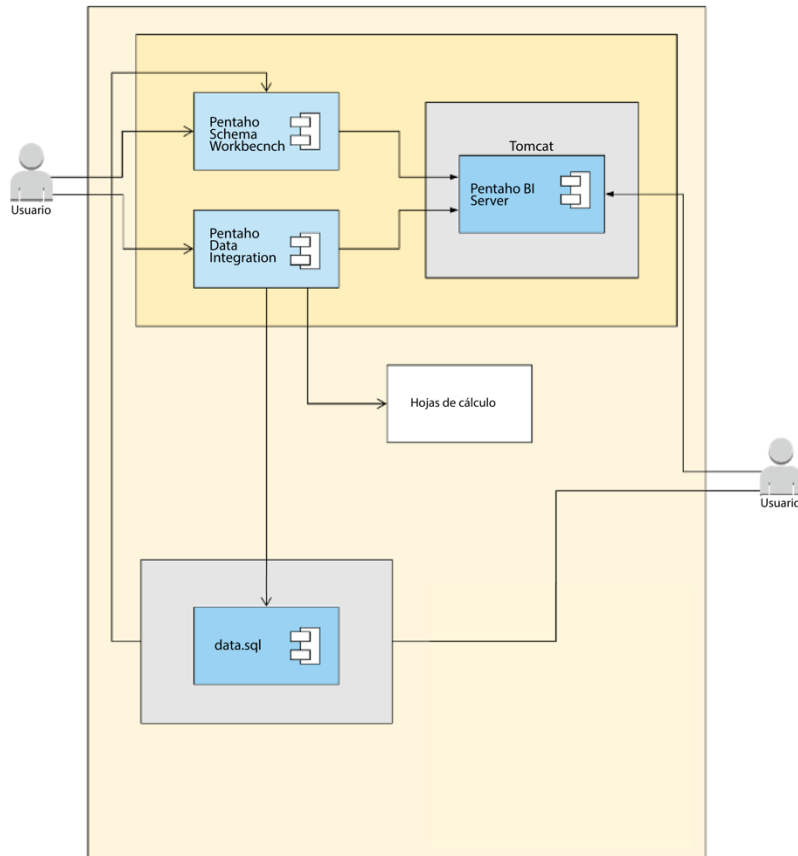 Pentaho
Schema
Workbecnch
Tomcat
Pentaho BI
Server
Usuario
Pentaho
Data
Integration
Hojas de cálculo
Usuario
data.sql